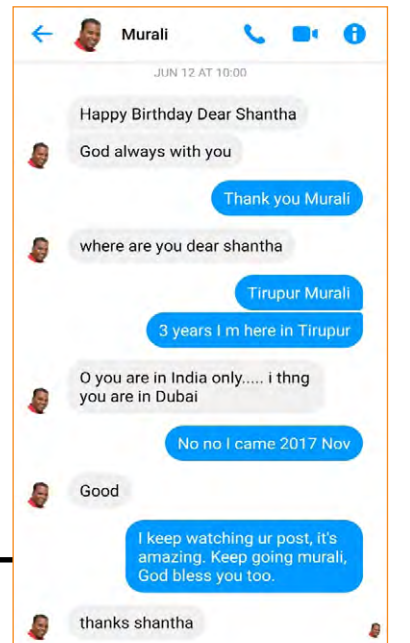 Murali
JUN 12 AT 10:00
Happy Birthday Dear Shantha
God always with you
Thank you Murali
where are you dear shantha
Tirupur Murali
3 years I m here in Tirupur
O you are in India only..... i thng
you are in Dubai
No no I came 2017 Nov
Good
I keep watching ur post, it's
amazing. Keep going murali,
God bless you too.
thanks shantha